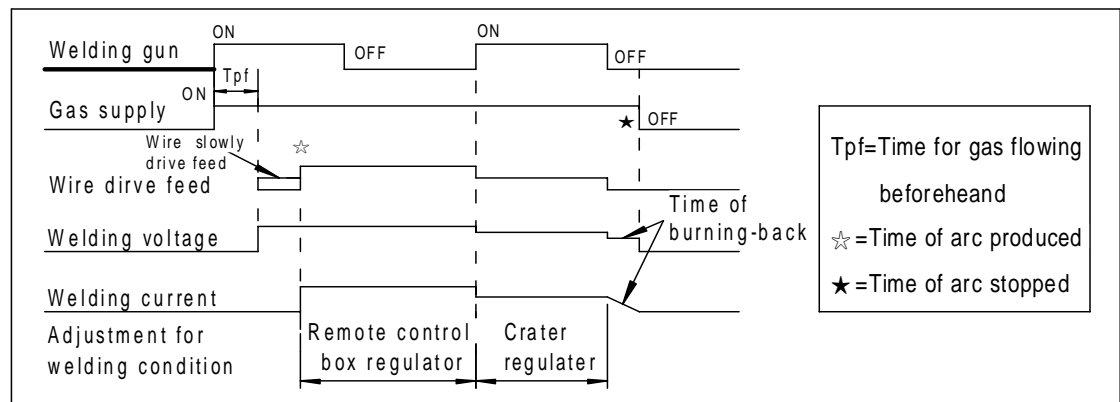 ON
ON
Welding gun
OFF
OFF
Tpf
ON
Gas supply
OFF
★
Wire slowly
drive feed
☆
Wire dirve feed
Time of
burning-back
Welding voltage
Welding current
Adjustment for
welding condition
Remote control
box regulator
Crater
regulater
Tpf=Time for gas flowing
beforeheand
☆=Time of arc produced
★=Time of arc stopped